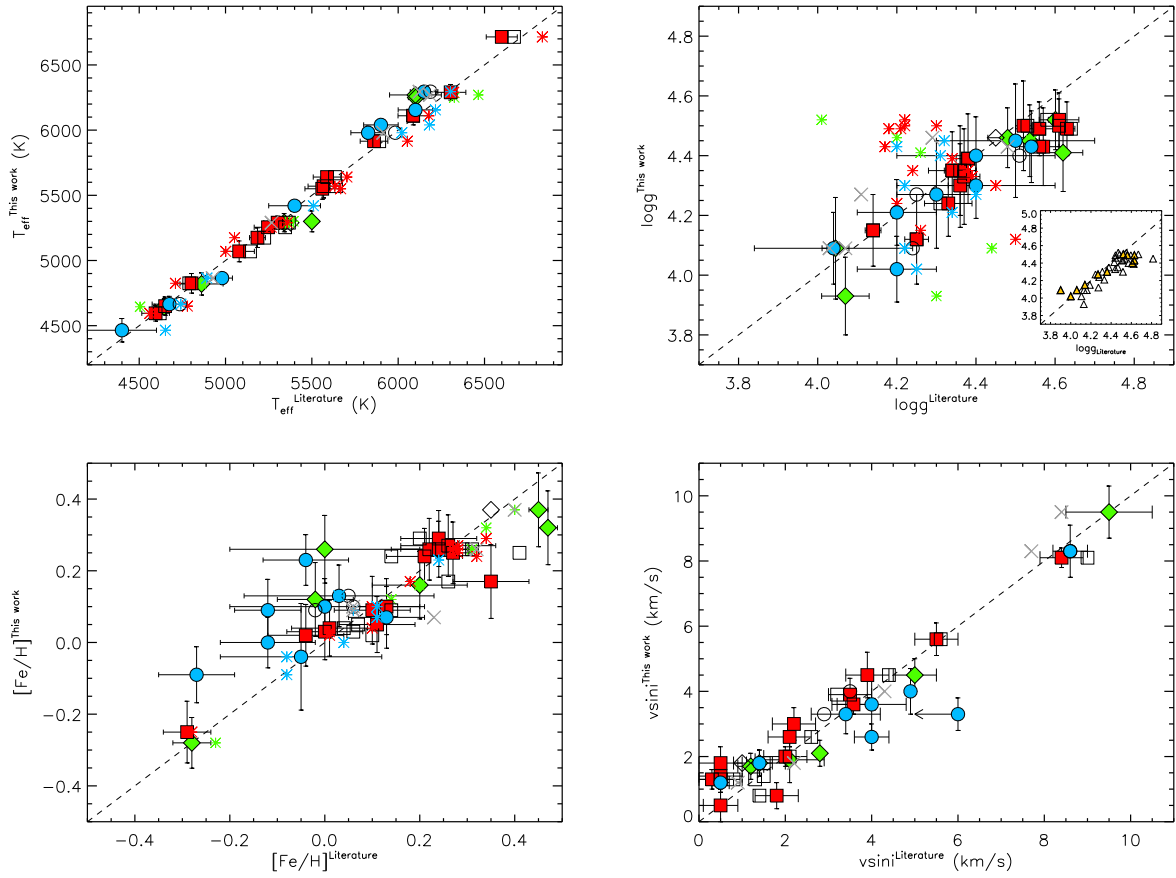 6500
6000
5500
5000
4500
T_eff^This work (K)
4500 5000 5500 6000 6500
T_eff^Literature (K)
4.8
4.6
4.4
4.2
4.0
3.8
logg^This work
3.8 4.0 4.2 4.4 4.6 4.8
logg^Literature
5.0
4.8
4.6
4.4
4.2
4.0
3.8
3.8 4.0 4.2 4.4 4.6 4.8
logg_Literature
0.4
0.2
0.0
−0.2
−0.4
[Fe/H]^This work
−0.4 −0.2 0.0 0.2 0.4
[Fe/H]^Literature
10
8
6
4
2
0
vsini^This work (km/s)
0 2 4 6 8 10
vsini^Literature (km/s)